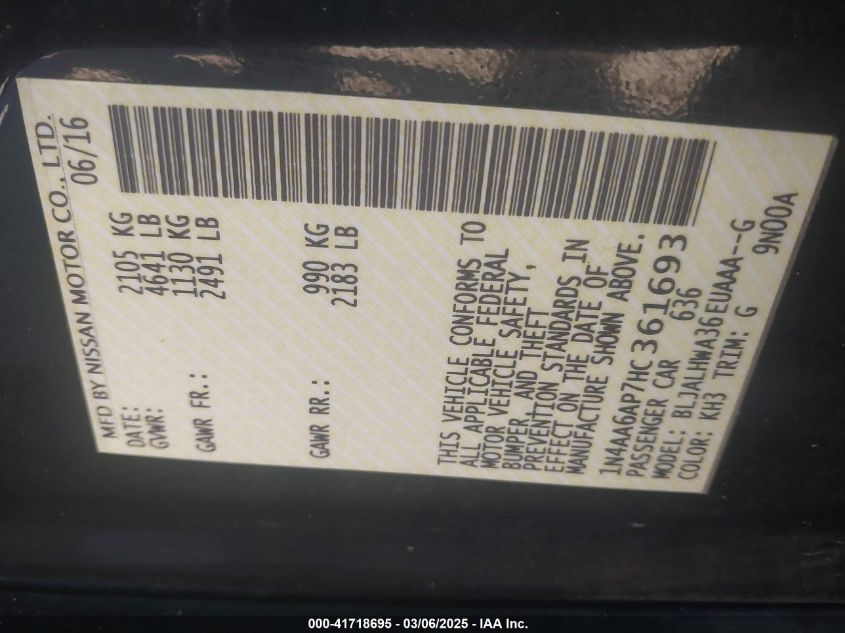 MFD BY NISSAN MOTOR CO., LTD.
DATE: 06/16
GVWR: 2105 KG
4641 LB
GAWR FR.: 1130 KG
2491 LB
GAWR RR.: 990 KG
2183 LB
THIS VEHICLE CONFORMS TO
ALL APPLICABLE FEDERAL
MOTOR VEHICLE SAFETY,
BUMPER, AND THEFT
PREVENTION STANDARDS IN
EFFECT ON THE DATE OF
MANUFACTURE SHOWN ABOVE.
1N4AA6AP7HC361693
PASSENGER CAR 636
MODEL: BLJALHWA36EUAAA--G
COLOR: KH3 TRIM: G 9N00A
000-41718695 - 03/06/2025 - IAA Inc.